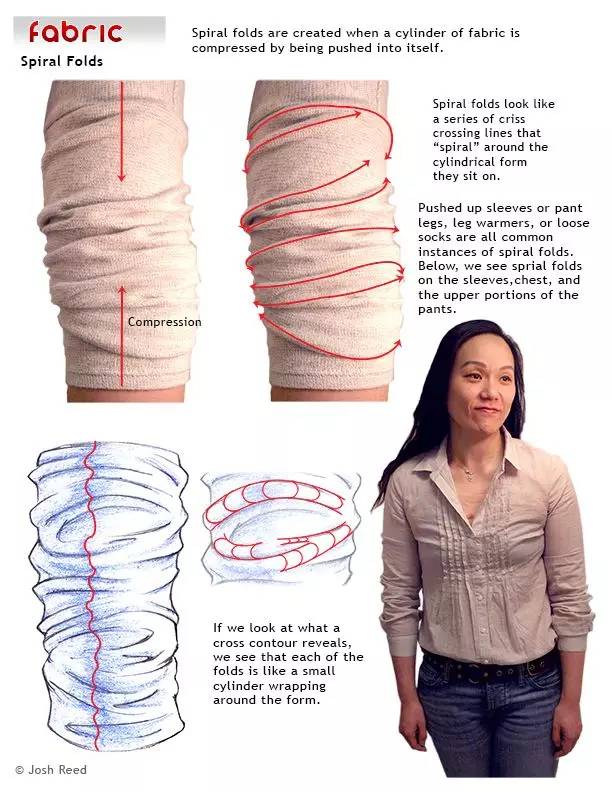 fabric
Spiral Folds
Spiral folds are created when a cylinder of fabric is
compressed by being pushed into itself.
Spiral folds look like
a series of criss
crossing lines that
“spiral” around the
cylindrical form
they sit on.
Pushed up sleeves or pant
legs, leg warmers, or loose
socks are all common
instances of spiral folds.
Below, we see sprial folds
on the sleeves,chest, and
the upper portions of the
pants.
Compression
If we look at what a
cross contour reveals,
we see that each of the
folds is like a small
cylinder wrapping
around the form.
© Josh Reed